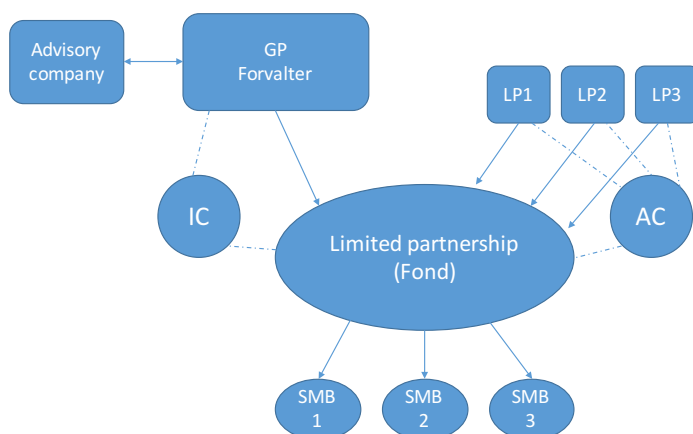 Advisory
company
GP
Forvalter
LP1
LP2
LP3
IC
AC
Limited partnership
(Fond)
SMB
1
SMB
2
SMB
3